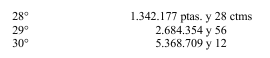 28° 1.342.177 ptas. y 28 ctms
29° 2.684.354 y 56
30° 5.368.709 y 12